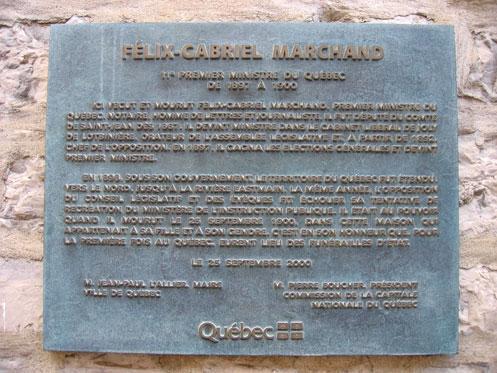 FÉLIX-GABRIEL MARCHAND
11e PREMIER MINISTRE DU QUÉBEC
DE 1897 À 1900
ICI VÉCUT ET MOURUT FÉLIX-GABRIEL MARCHAND, PREMIER MINISTRE DU
QUÉBEC, NOTAIRE, HOMME DE LETTRES ET JOURNALISTE. IL FUT DÉPUTÉ DU COMTÉ
DE SAINT-JEAN DÈS 1867. IL DEVINT MINISTRE DANS LE CABINET LIBÉRAL DE JOLY
DE LOTBINIÈRE, ORATEUR DE L'ASSEMBLÉE LÉGISLATIVE ET À PARTIR DE 1892,
CHEF DE L'OPPOSITION. EN 1897, IL GAGNA LES ÉLECTIONS GÉNÉRALES ET DEVINT
PREMIER MINISTRE.
EN 1898, SOUS SON GOUVERNEMENT, LE TERRITOIRE DU QUÉBEC FUT ÉTENDU,
VERS LE NORD, JUSQU'À LA RIVIÈRE EASTMAIN. LA MÊME ANNÉE, L'OPPOSITION
DU CONSEIL LÉGISLATIF ET DES ÉVÊQUES FIT ÉCHOUER SA TENTATIVE DE
CRÉER UN MINISTÈRE DE L'INSTRUCTION PUBLIQUE. IL ÉTAIT AU POUVOIR
QUAND IL MOURUT LE 25 SEPTEMBRE 1900, DANS CETTE MAISON QUI
APPARTENAIT À SA FILLE ET À SON GENDRE. C'EST EN SON HONNEUR QUE, POUR
LA PREMIÈRE FOIS AU QUÉBEC, EURENT LIEU DES FUNÉRAILLES D'ÉTAT.
LE 25 SEPTEMBRE 2000
M. JEAN-PAUL L'ALLIER, MAIRE
VILLE DE QUÉBEC
M. PIERRE BOUCHER, PRÉSIDENT
COMMISSION DE LA CAPITALE
NATIONALE DU QUÉBEC
Québec